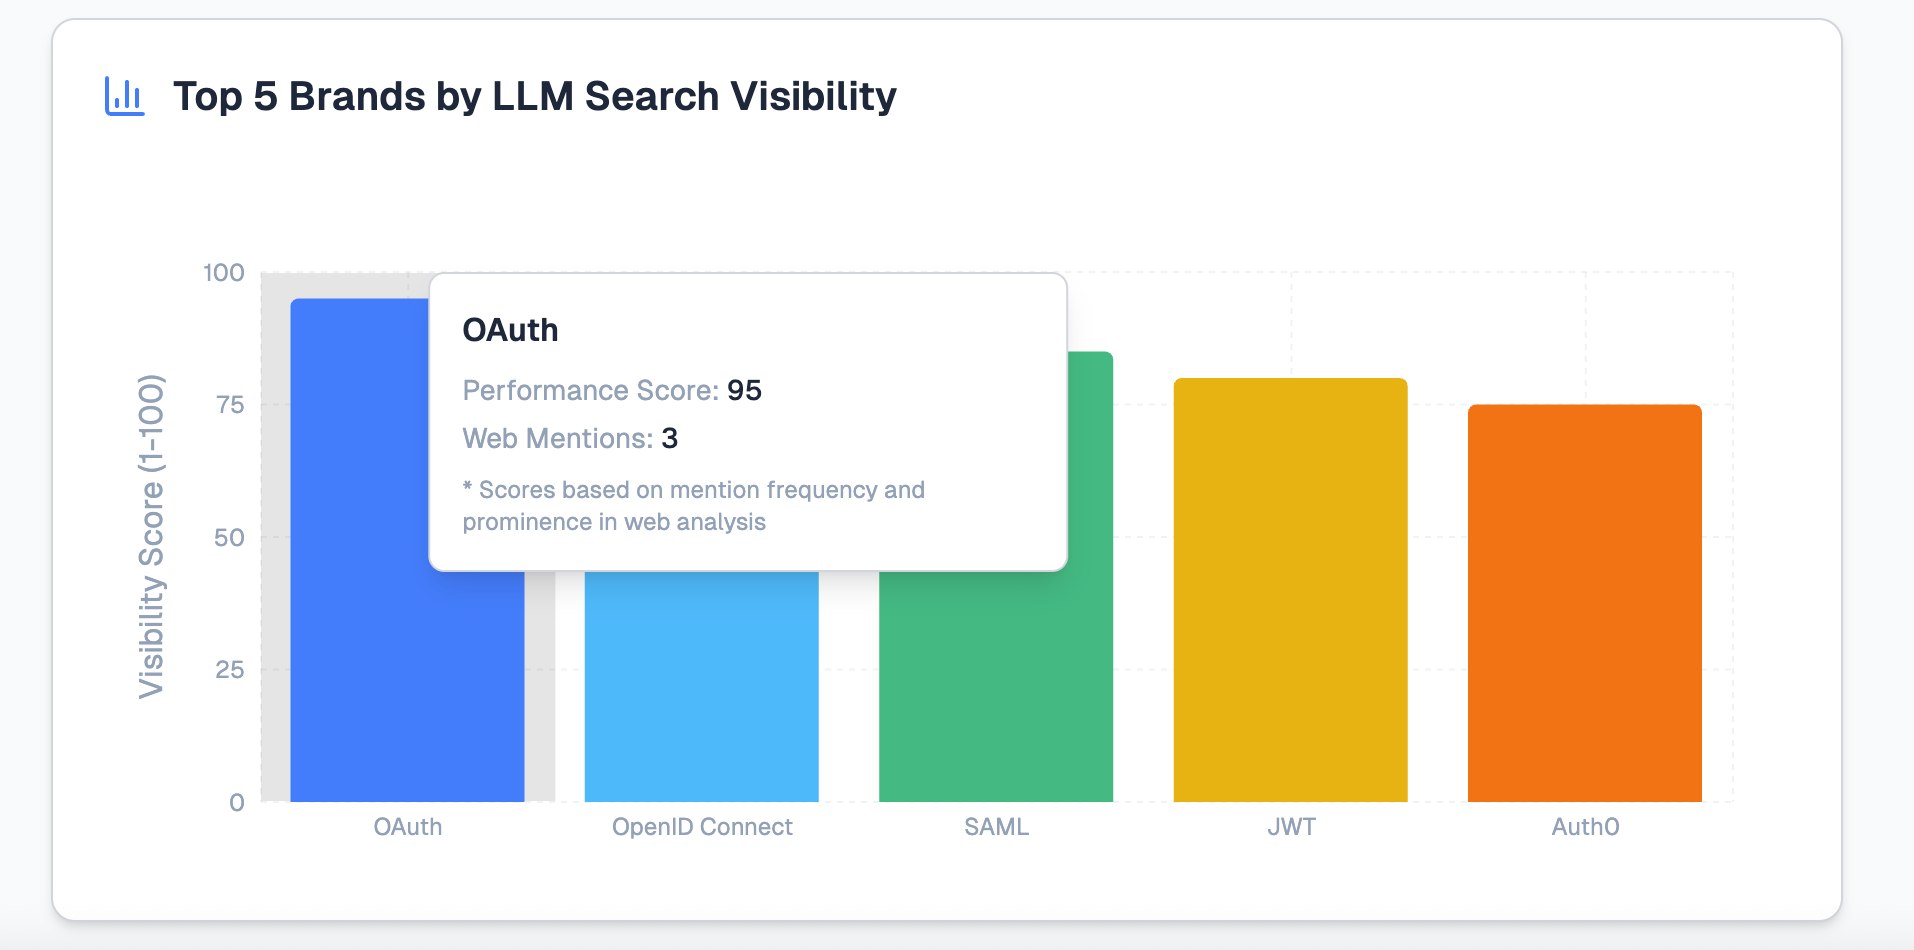 Top 5 Brands by LLM Search Visibility
Visibility Score (1-100)
100
75
50
25
0
OAuth
Performance Score: 95
Web Mentions: 3
* Scores based on mention frequency and
prominence in web analysis
OAuth
OpenID Connect
SAML
JWT
Auth0